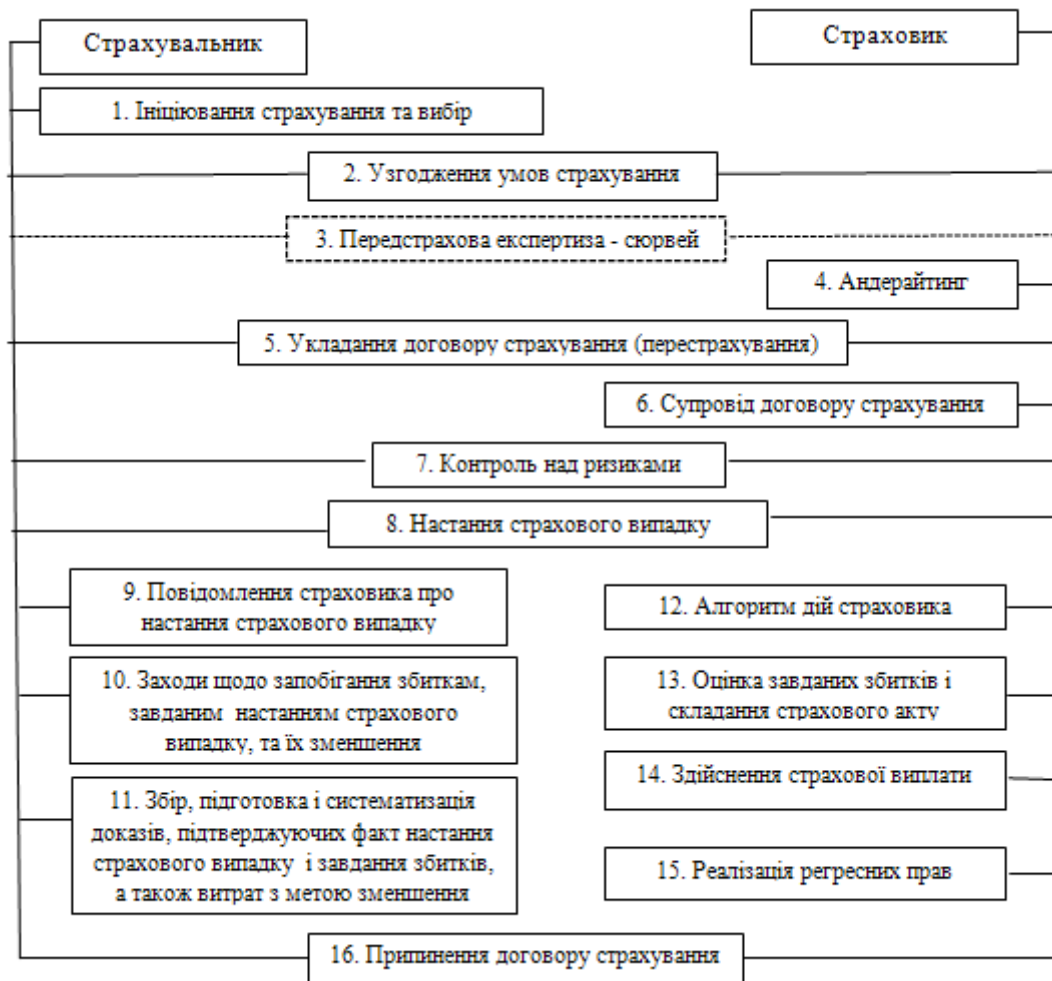 Страхувальник
Страховик
1. Ініціювання страхування та вибір
2. Узгодження умов страхування
3. Передстрахова експертиза - сюрвей
4. Андерайтинг
5. Укладання договору страхування (перестрахування)
6. Супровід договору страхування
7. Контроль над ризиками
8. Настання страхового випадку
9. Повідомлення страховика про
настання страхового випадку
10. Заходи щодо запобігання збиткам,
завданим настанням страхового
випадку, та їх зменшення
11. Збір, підготовка і систематизація
доказів, підтверджуючих факт настання
страхового випадку і завдання збитків,
а також витрат з метою зменшення
12. Алгоритм дій страховика
13. Оцінка завданих збитків і
складання страхового акту
14. Здійснення страхової виплати
15. Реалізація регресних прав
16. Припинення договору страхування